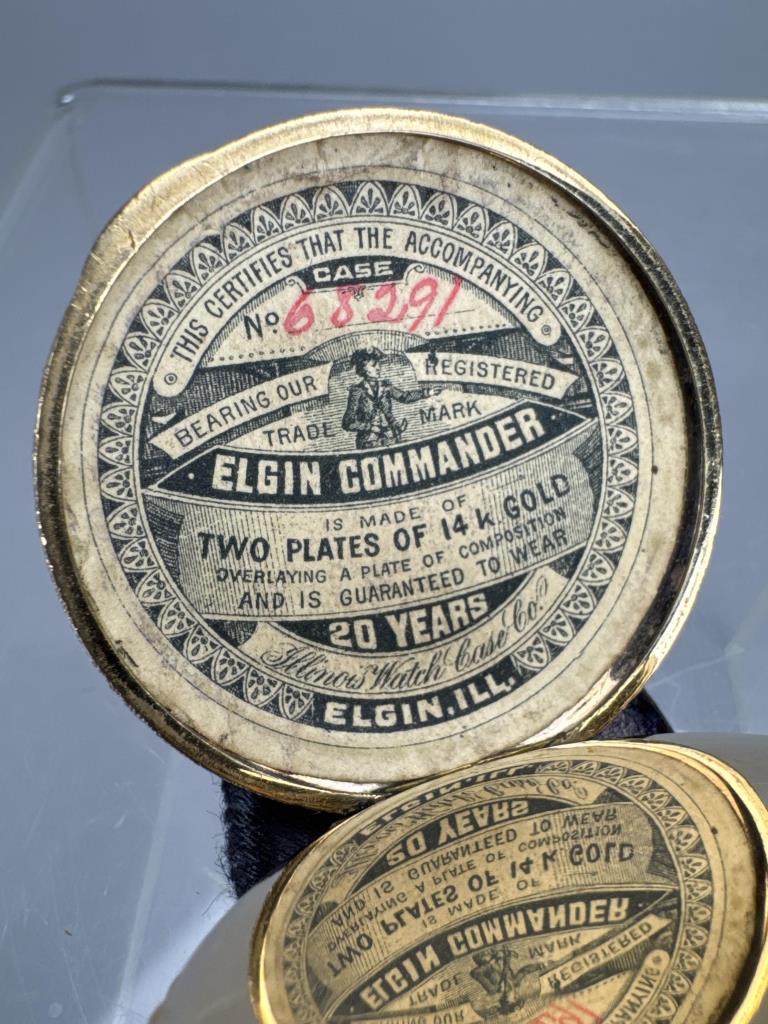 THIS CERTIFIES THAT THE ACCOMPANYING
CASE
No 68291
BEARING OUR REGISTERED
TRADE MARK
ELGIN COMMANDER
IS MADE OF
TWO PLATES OF 14 k GOLD
OVERLAYING A PLATE OF COMPOSITION
AND IS GUARANTEED TO WEAR
20 YEARS
Illinois Watch Case Co.
ELGIN, ILL.